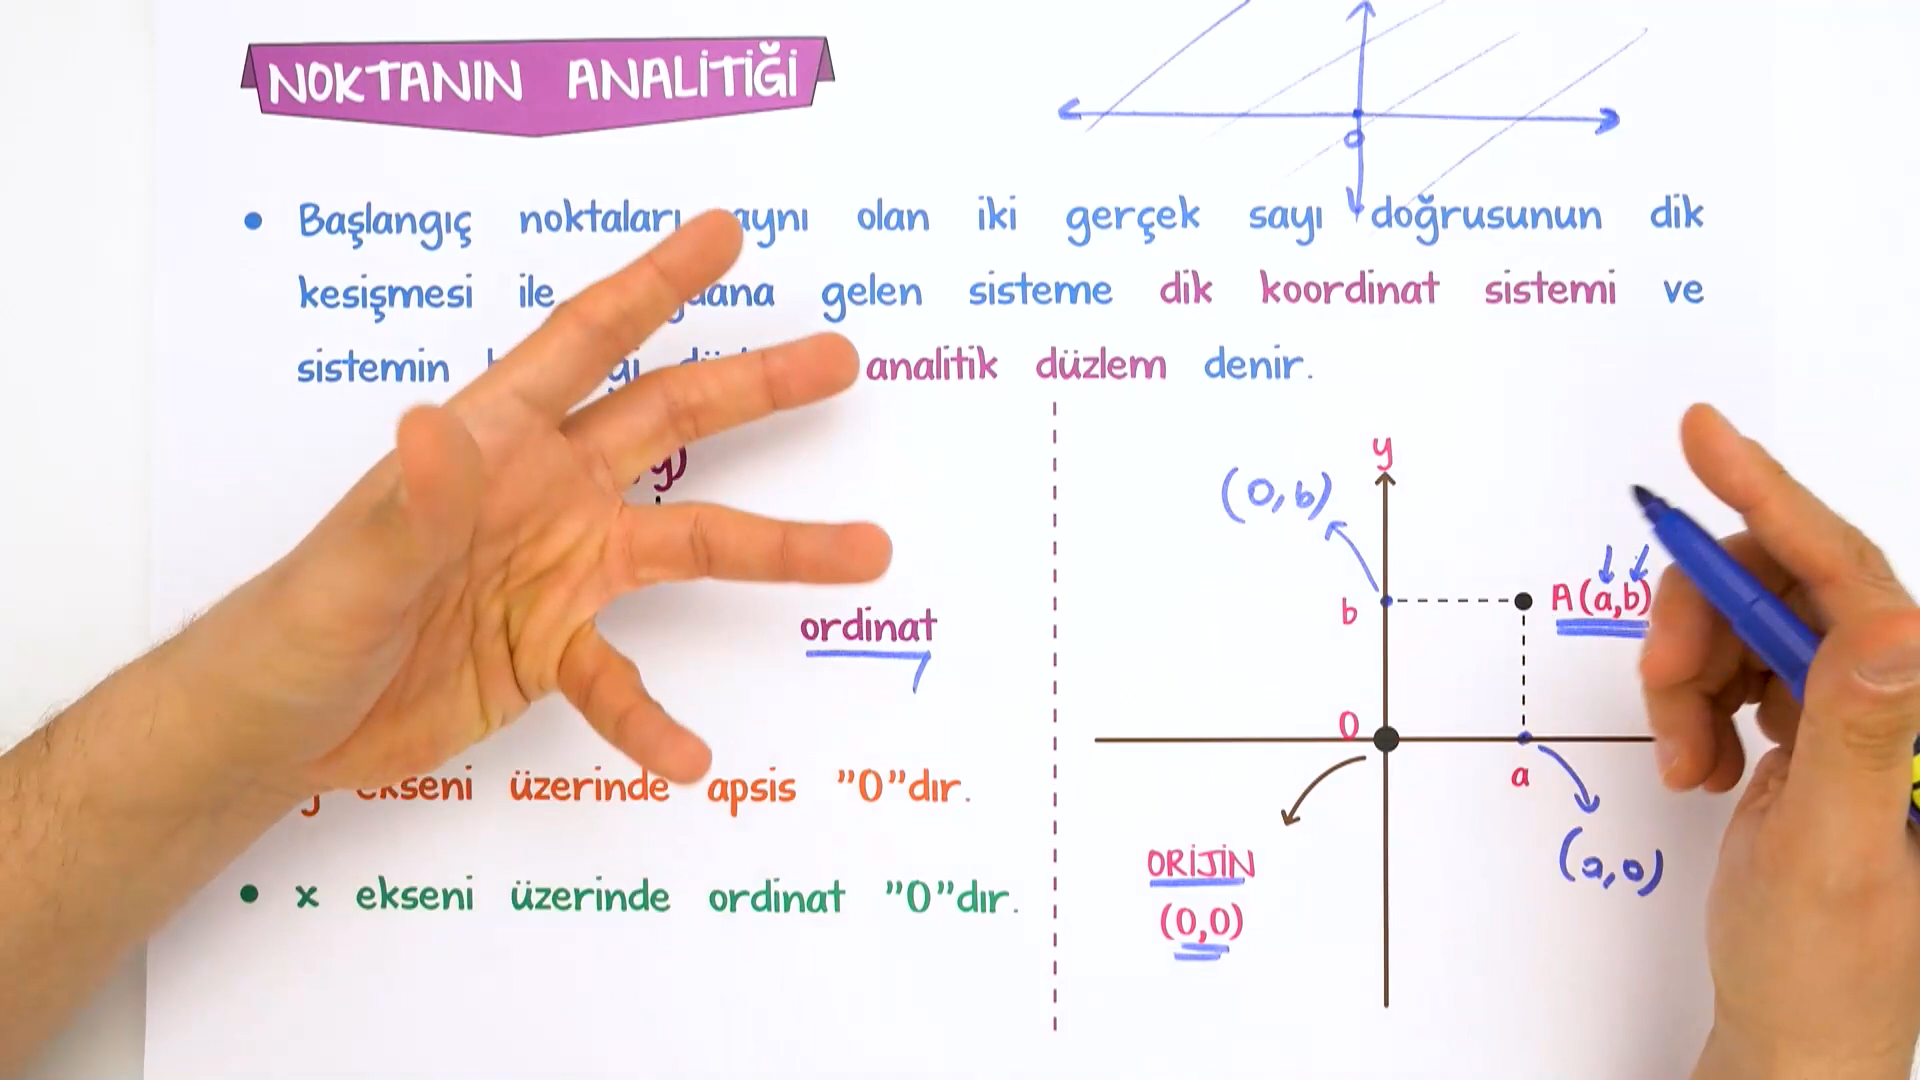 NOKTANIN ANALİTİĞİ
0
• Başlangıç noktaları aynı olan iki gerçek sayı doğrusunun dik
kesişmesi ile gelen sisteme dik koordinat sistemi ve
sistemin analitik düzlem denir.
y)
ordinat
ekseni üzerinde apsis "0"dır.
• x ekseni üzerinde ordinat "0"dır.
y
(0,b)
b
A(a,b)
0
a
(a,0)
ORİJİN
(0,0)